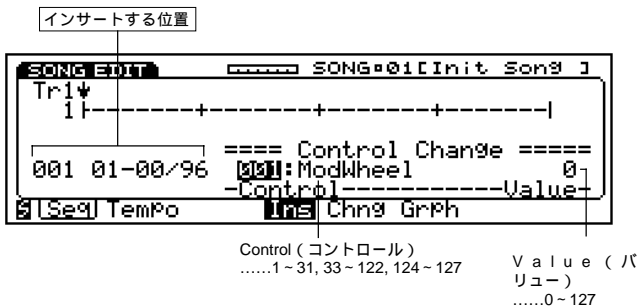 インサートする位置
SONG EDIT SONG:01[Init Song ]
Tr1
1 |-------+-------+-------+-------|
==== Control Change =====
001 01-00/96 001:ModWheel 0
-Control-----------Value-
S (Seq) Tempo Ins Chng Grph
Control(コントロール)
……1~31, 33~122, 124~127
Value(バ
リュー)
……0~127